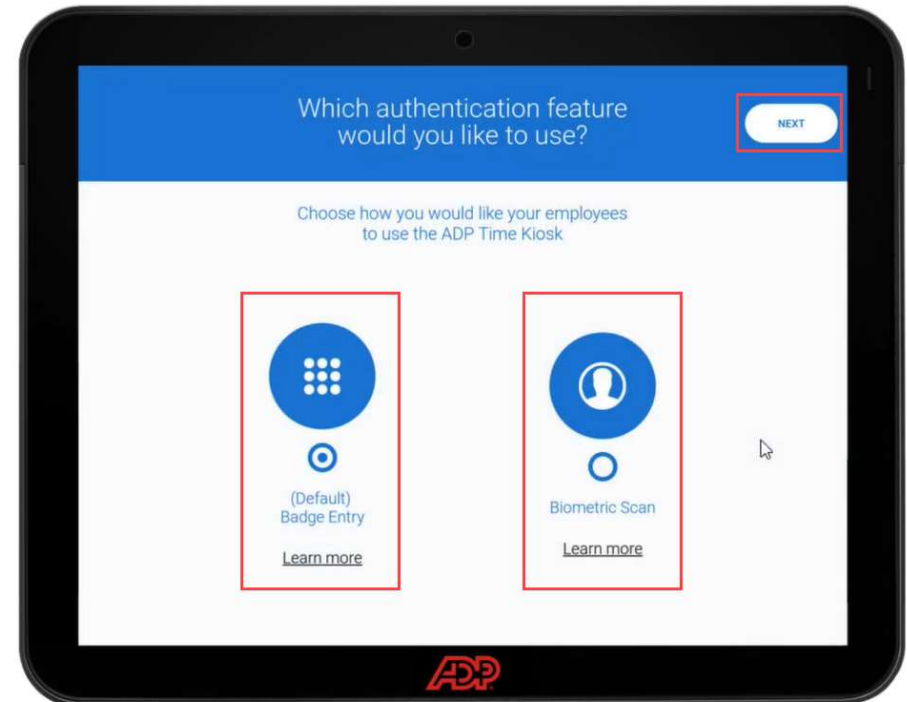 Which authentication feature
would you like to use?
NEXT
Choose how you would like your employees
to use the ADP Time Kiosk
(Default)
Badge Entry
Learn more
Biometric Scan
Learn more
ADP